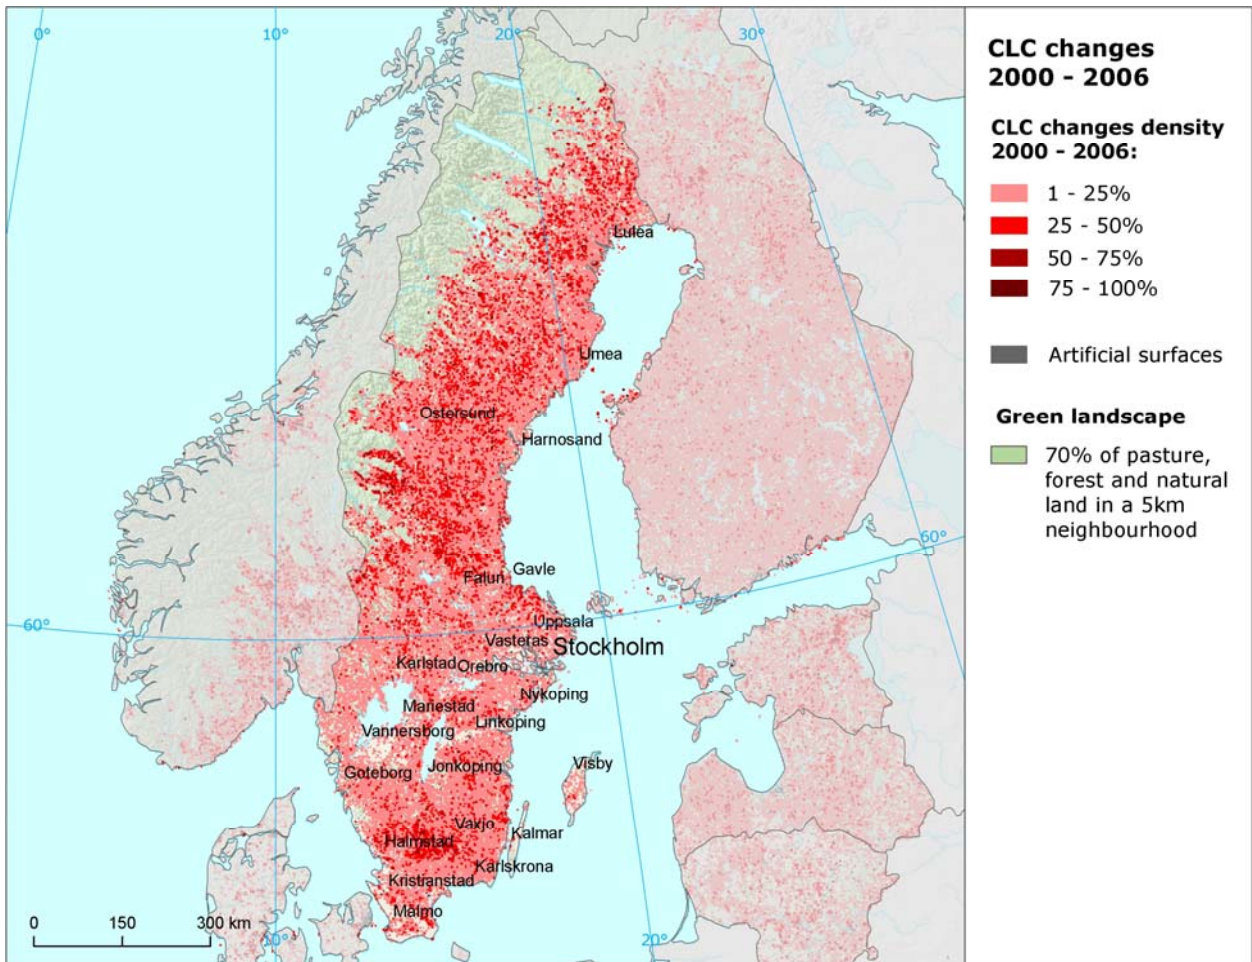 0°
10°
20°
30°
Lulea
Umea
Ostersund
Harnosand
Gavle
Falun
60°
60°
Uppsala
Vasteras
Stockholm
Karlstad
Orebro
Nykoping
Mariestad
Linkoping
Vannersborg
Visby
Goteborg
Jonkoping
Vaxjo
Kalmar
Halmstad
Karlskrona
Kristranstad
Malmo
0 150 300 km
10°
20°
CLC changes
2000 - 2006
CLC changes density
2000 - 2006:
1 - 25%
25 - 50%
50 - 75%
75 - 100%
Artificial surfaces
Green landscape
70% of pasture,
forest and natural
land in a 5km
neighbourhood